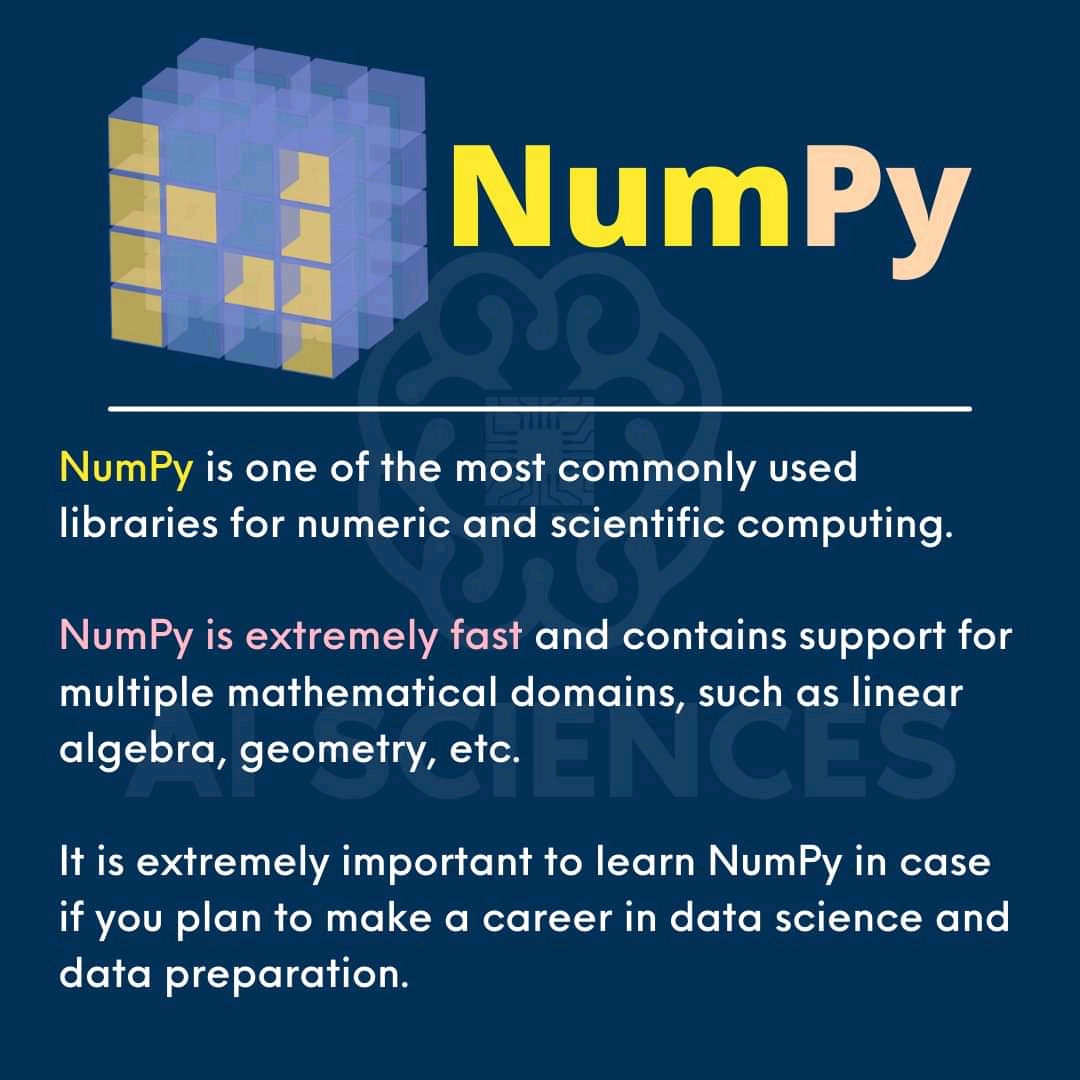 NumPy
NumPy is one of the most commonly used
libraries for numeric and scientific computing.
NumPy is extremely fast and contains support for
multiple mathematical domains, such as linear
algebra, geometry, etc.
AI SCIENCES
It is extremely important to learn NumPy in case
if you plan to make a career in data science and
data preparation.